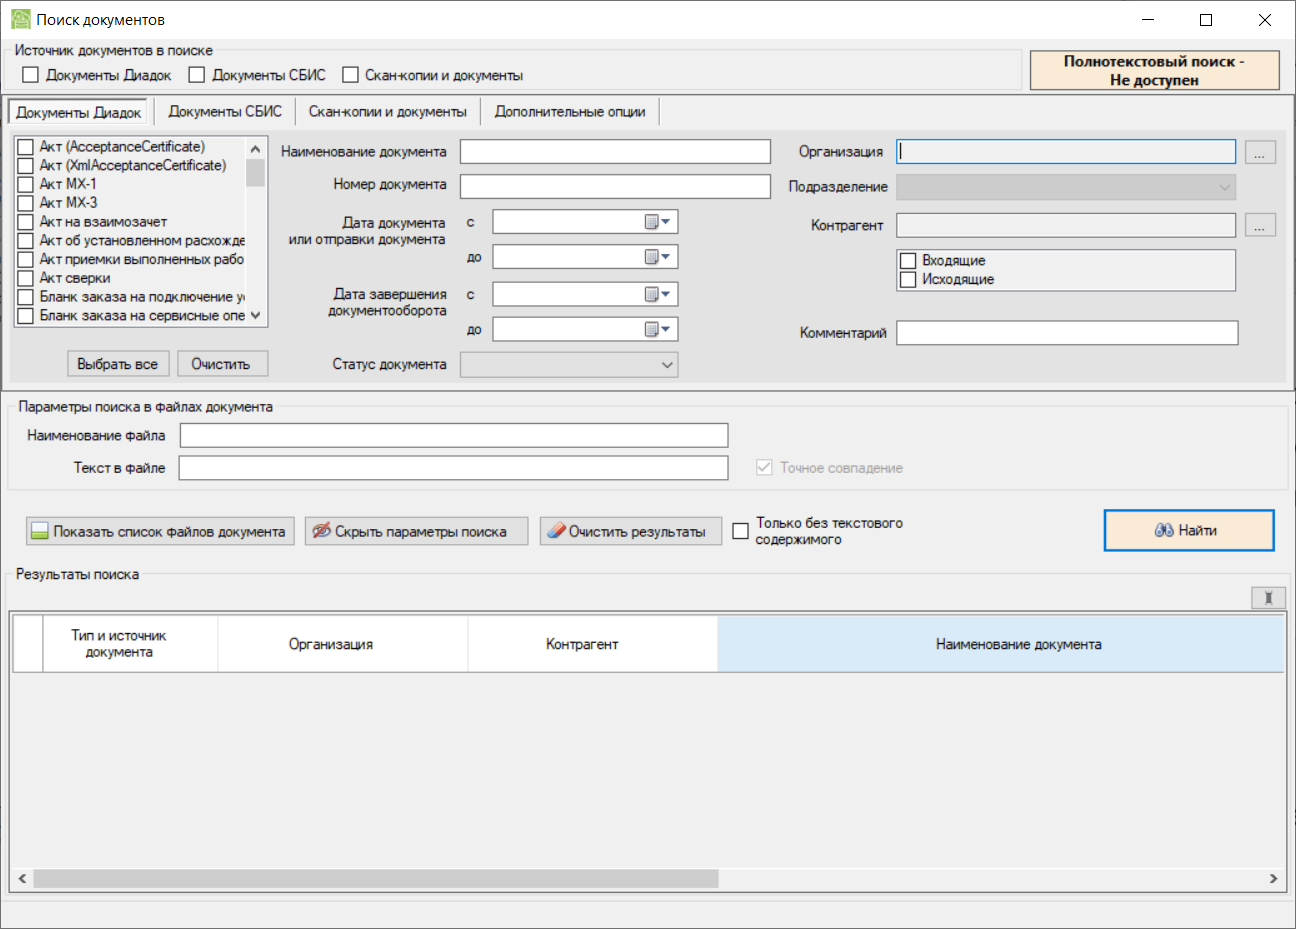 Поиск документов
Источник документов в поиске
Документы Диадок
Документы СБИС
Скан-копии и документы
Полнотекстовый поиск -
Не доступен
Документы Диадок
Документы СБИС
Скан-копии и документы
Дополнительные опции
Акт (AcceptanceCertificate)
Акт (XmlAcceptanceCertificate)
Акт МХ-1
Акт МХ-3
Акт на взаимозачет
Акт об установленном расхожде
Акт приемки выполненных рабо
Акт сверки
Бланк заказа на подключение у
Бланк заказа на сервисные опе
Выбрать все
Очистить
Наименование документа
Номер документа
Дата документа
или отправки документа
с
до
Дата завершения
документооборота
с
до
Статус документа
Организация
...
Подразделение
Контрагент
...
Входящие
Исходящие
Комментарий
Параметры поиска в файлах документа
Наименование файла
Текст в файле
Точное совпадение
Показать список файлов документа
Скрыть параметры поиска
Очистить результаты
Только без текстового
содержимого
Найти
Результаты поиска
Тип и источник
документа
Организация
Контрагент
Наименование документа